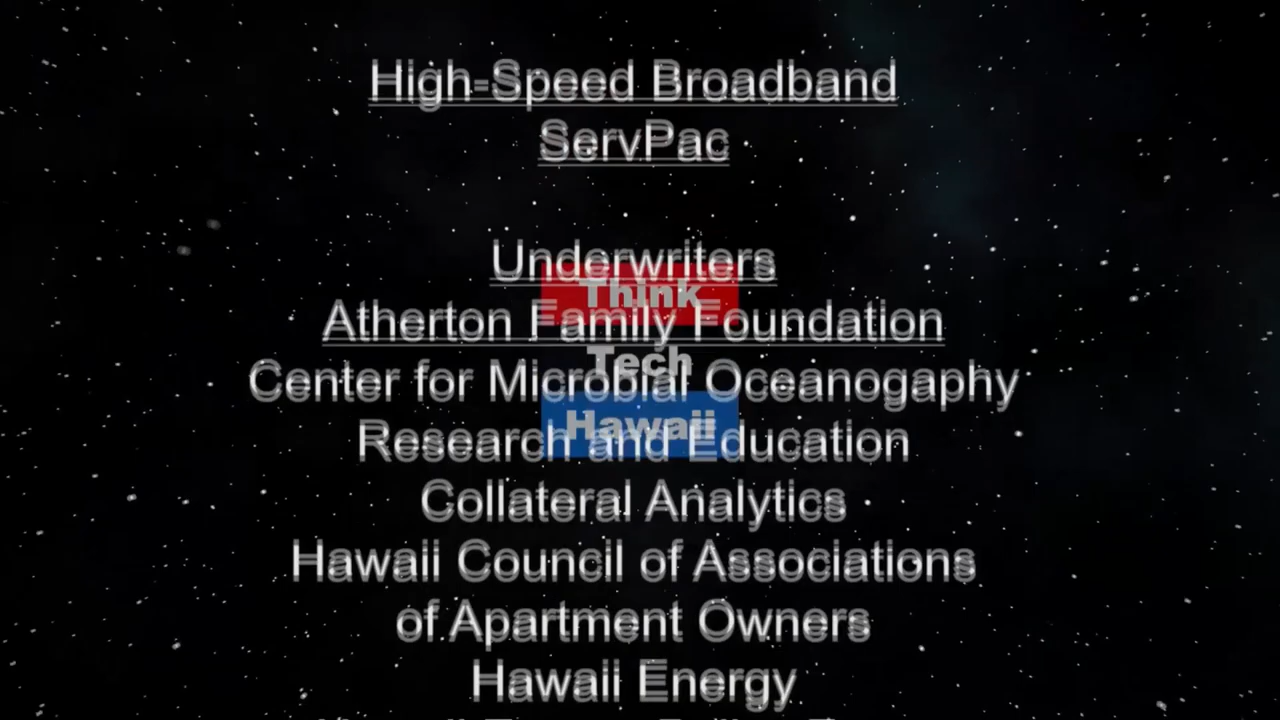 High-Speed Broadband
ServPac
Underwriters
Think
Atherton Family Foundation
Tech
Center for Microbial Oceanogaphy
Hawaii
Research and Education
Collateral Analytics
Hawaii Council of Associations
of Apartment Owners
Hawaii Energy